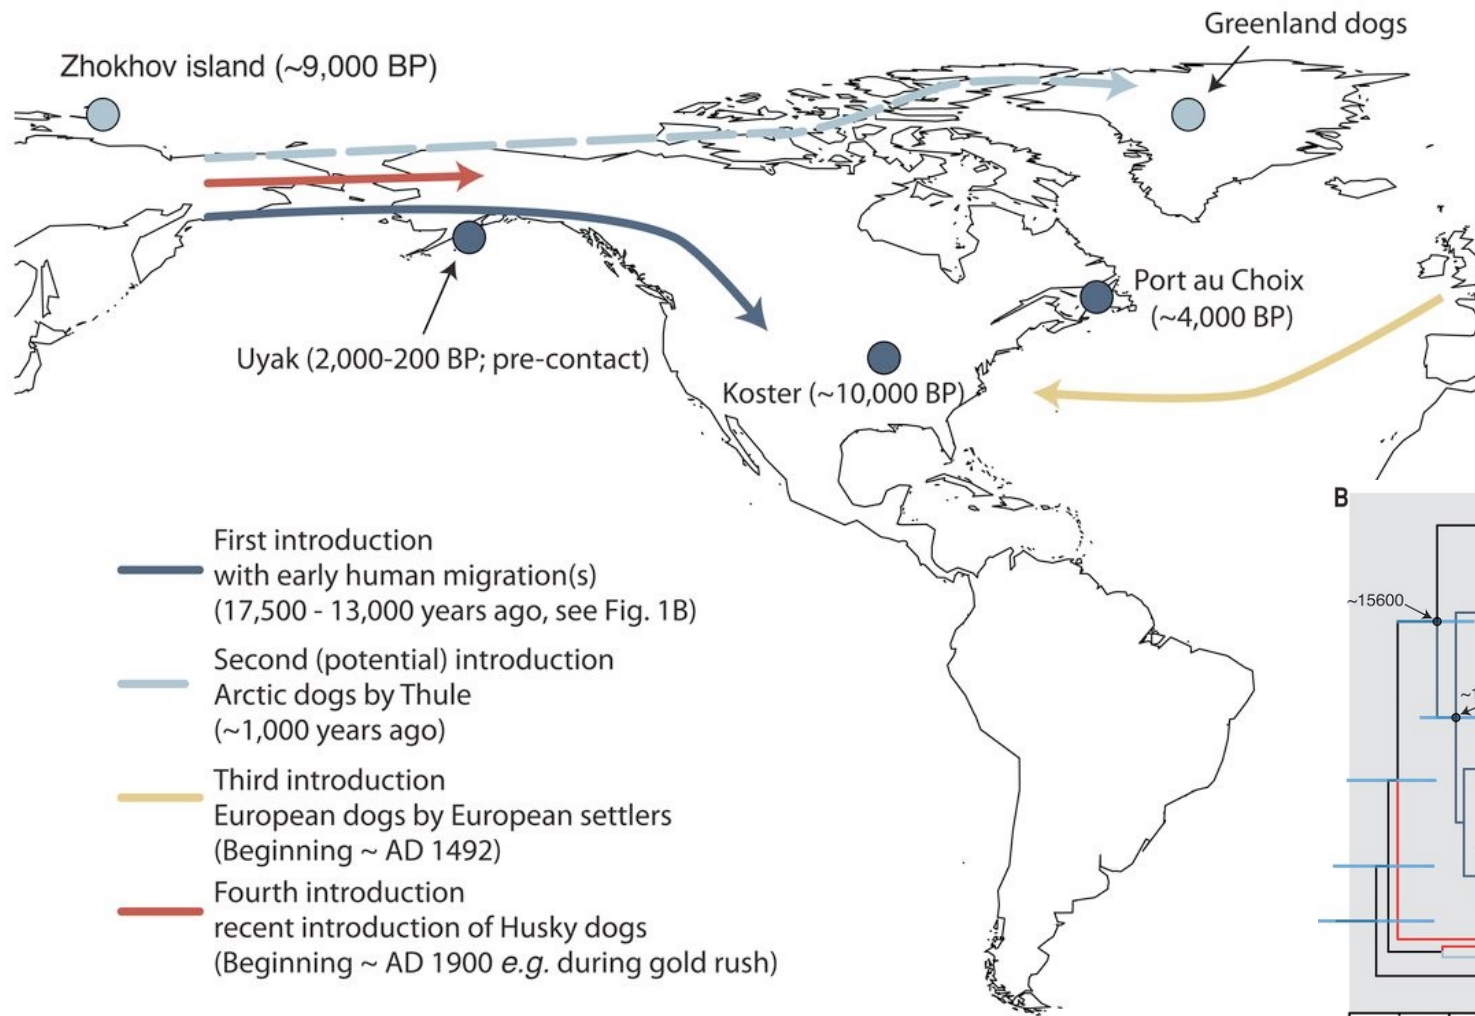 Greenland dogs
Zhokhov island (~9,000 BP)
Port au Choix
(~4,000 BP)
Uyak (2,000-200 BP; pre-contact)
Koster (~10,000 BP)
First introduction
with early human migration(s)
(17,500 - 13,000 years ago, see Fig. 1B)
Second (potential) introduction
Arctic dogs by Thule
(~1,000 years ago)
Third introduction
European dogs by European settlers
(Beginning ~ AD 1492)
Fourth introduction
recent introduction of Husky dogs
(Beginning ~ AD 1900 e.g. during gold rush)
B
~15600